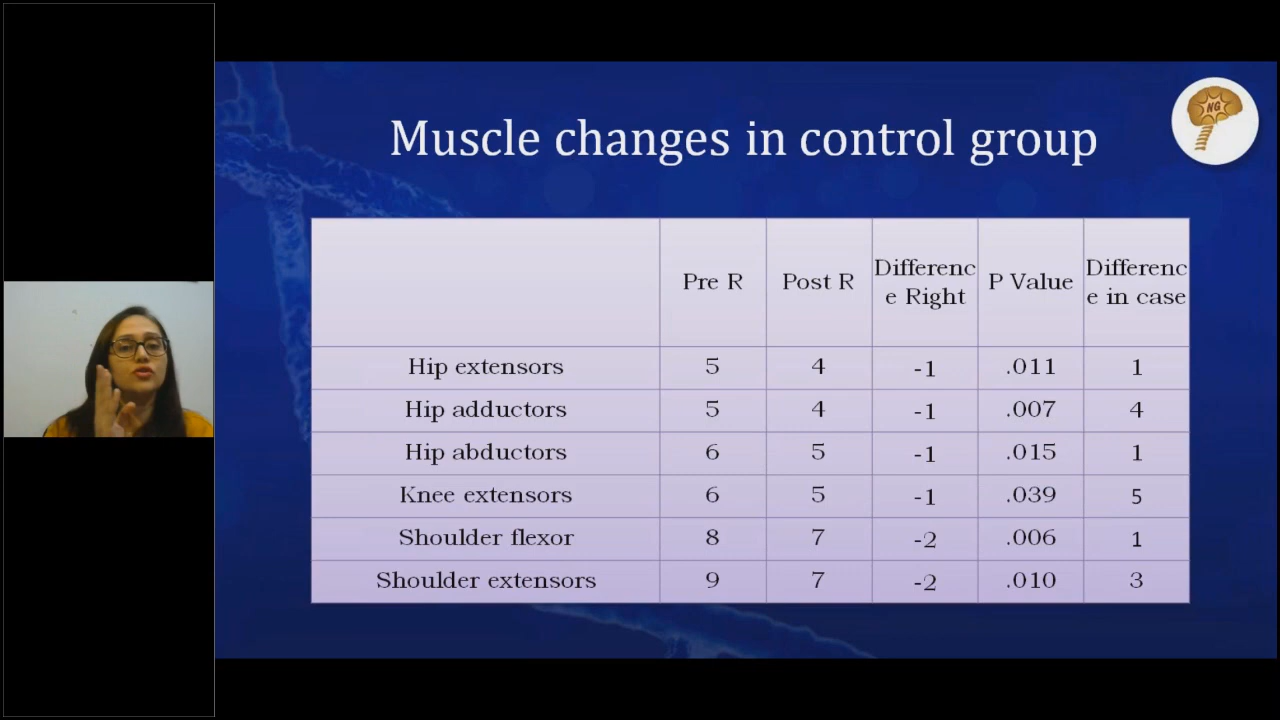 NG
Muscle changes in control group
Pre R Post R Differenc e Right P Value Differenc e in case
Hip extensors 5 4 -1 .011 1
Hip adductors 5 4 -1 .007 4
Hip abductors 6 5 -1 .015 1
Knee extensors 6 5 -1 .039 5
Shoulder flexor 8 7 -2 .006 1
Shoulder extensors 9 7 -2 .010 3